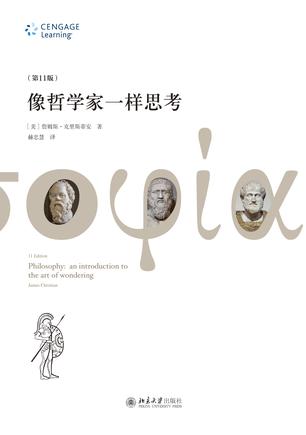 CENGAGE
Learning™
(第11版)
像哲学家一样思考
[美] 詹姆斯·克里斯蒂安 著
赫忠慧 译
σοφία
11 Edition
Philosophy: an introduction to
the art of wondering
James Christian
北京大学出版社
PEKING UNIVERSITY PRESS